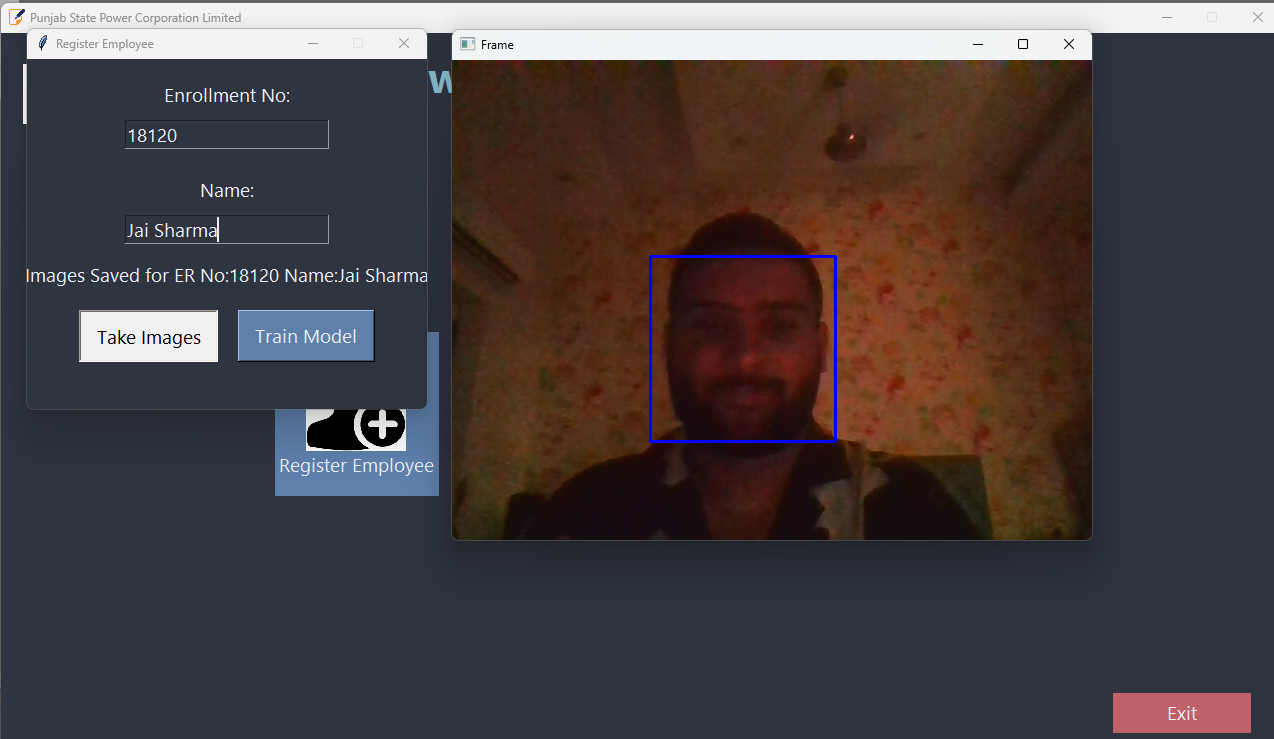 Punjab State Power Corporation Limited
Register Employee
Enrollment No:
18120
Name:
Jai Sharma
Images Saved for ER No:18120 Name:Jai Sharma
Take Images
Train Model
Frame
Register Employee
Exit